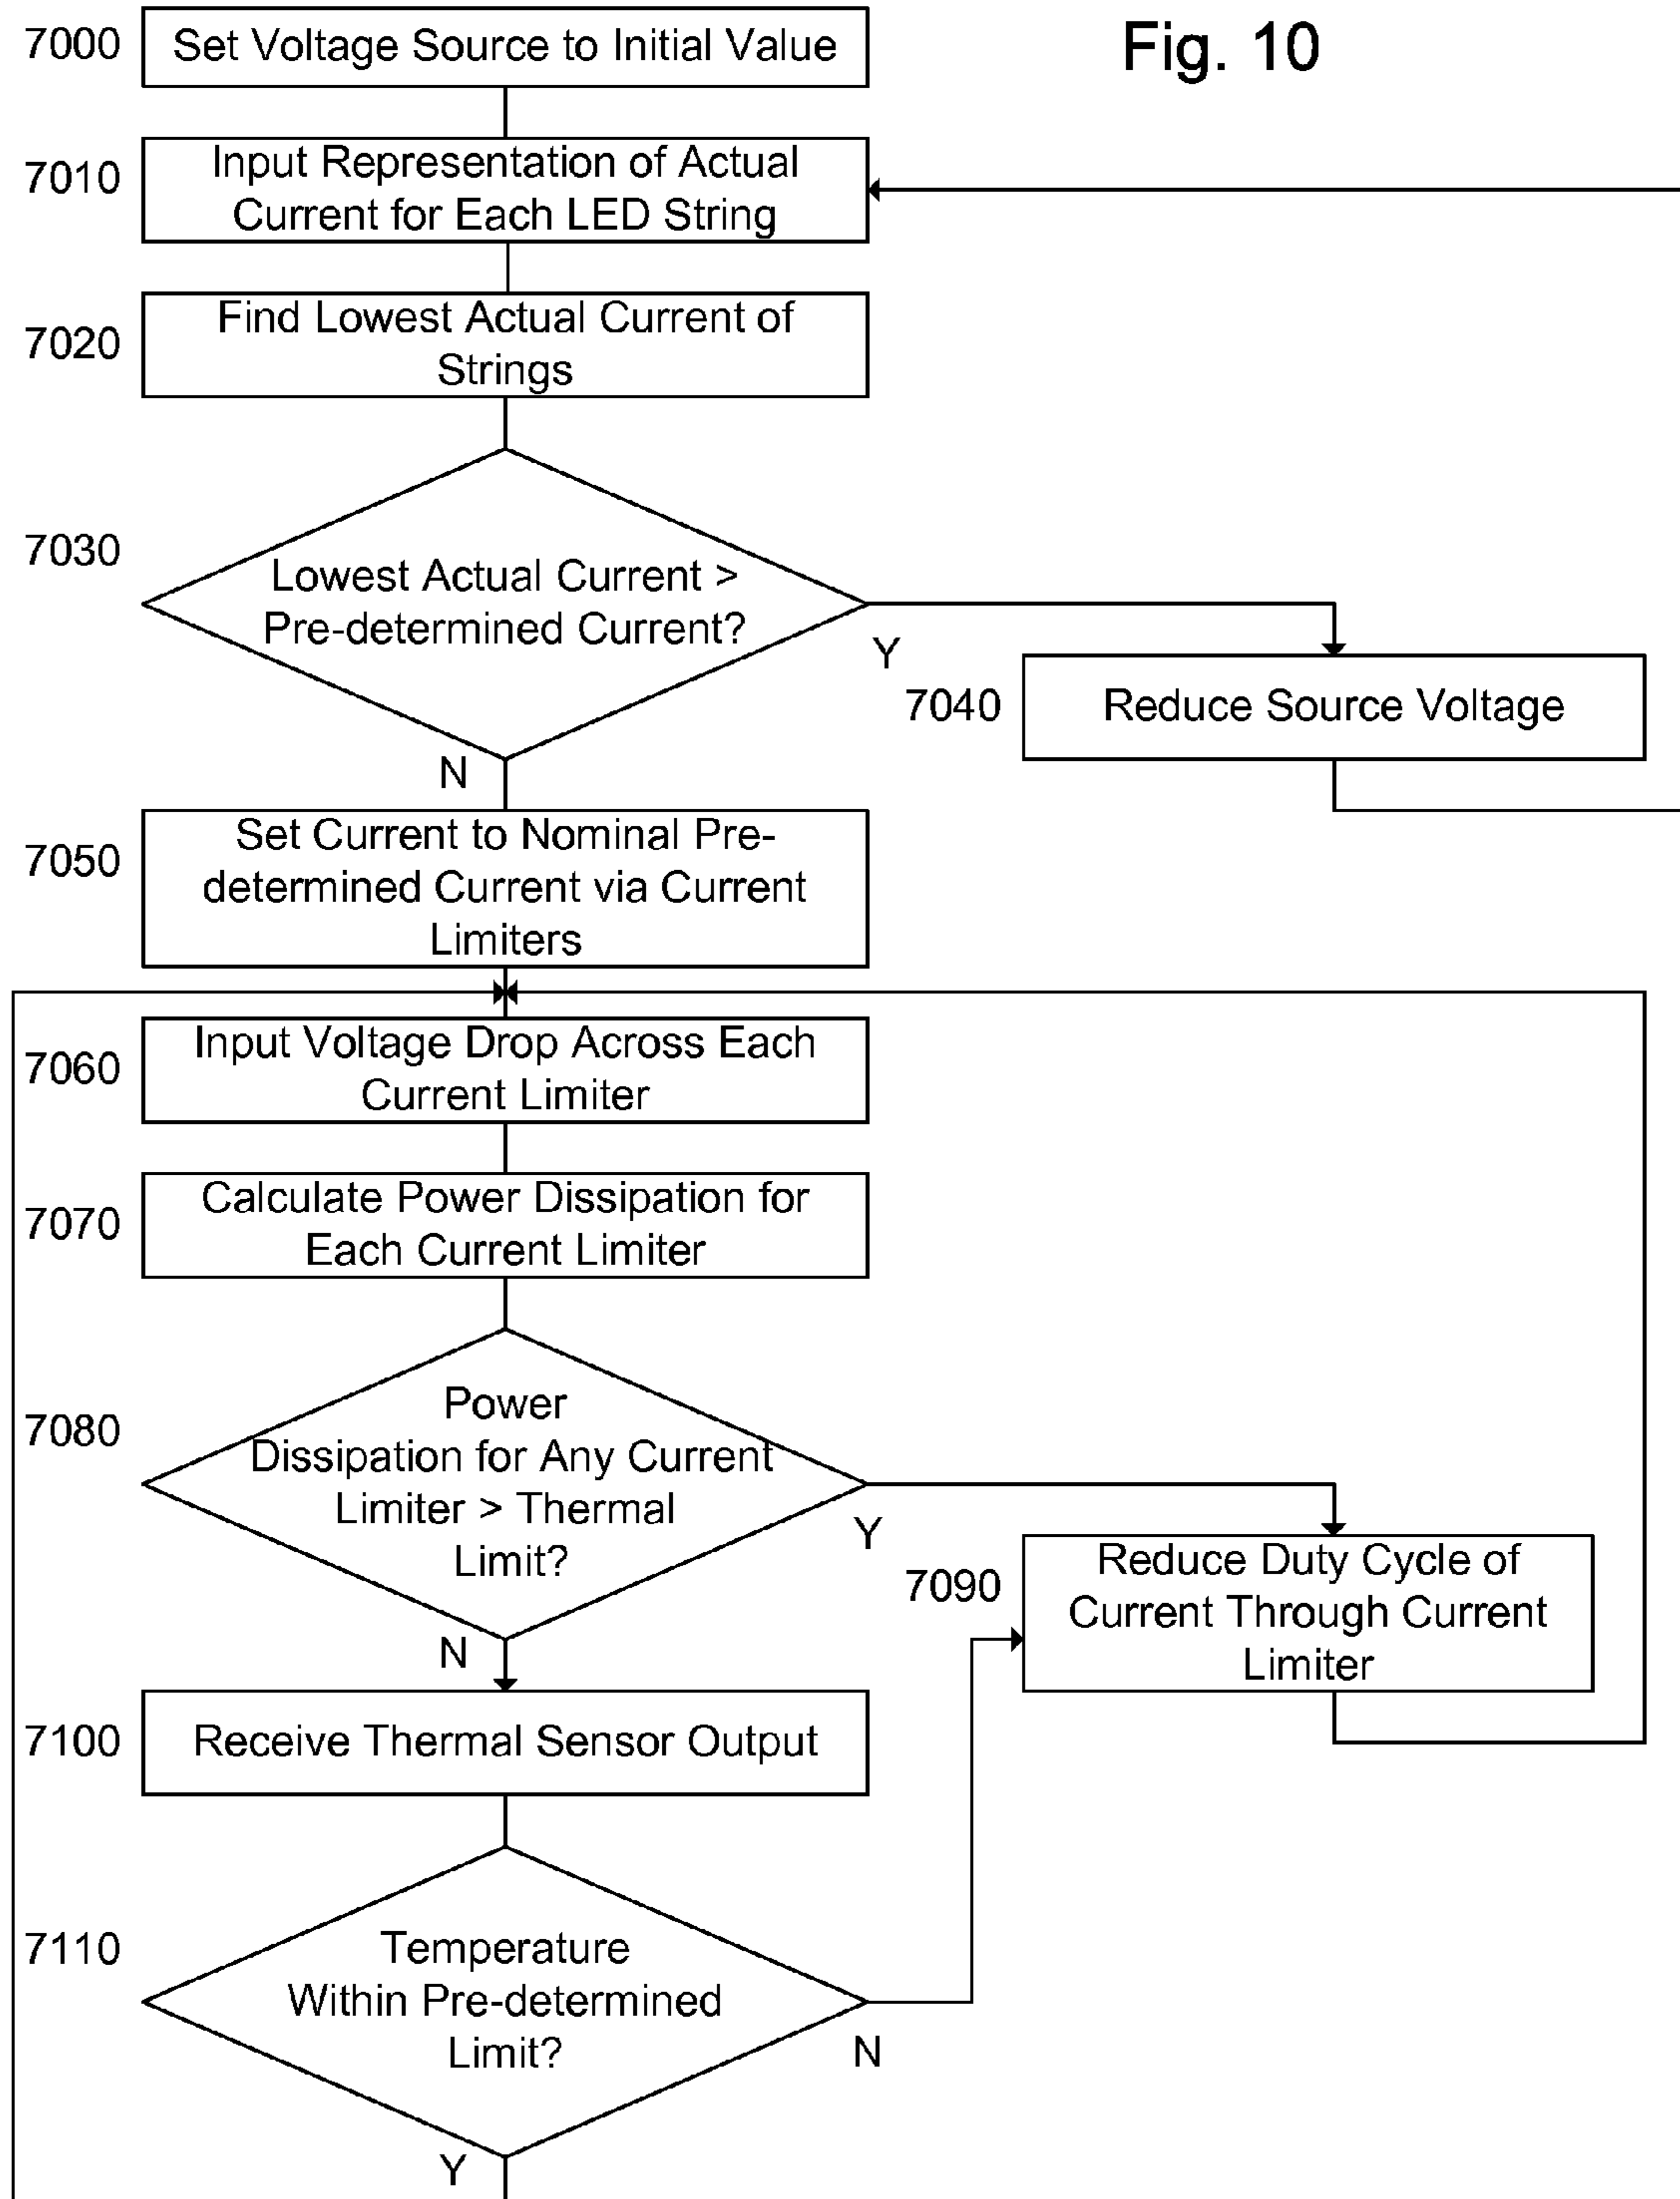 Fig. 10
7000
Set Voltage Source to Initial Value
7010
Input Representation of Actual
Current for Each LED String
7020
Find Lowest Actual Current of
Strings
7030
Lowest Actual Current >
Pre-determined Current?
Y
N
7040
Reduce Source Voltage
7050
Set Current to Nominal Pre-
determined Current via Current
Limiters
7060
Input Voltage Drop Across Each
Current Limiter
7070
Calculate Power Dissipation for
Each Current Limiter
7080
Power
Dissipation for Any Current
Limiter > Thermal
Limit?
Y
N
7090
Reduce Duty Cycle of
Current Through Current
Limiter
7100
Receive Thermal Sensor Output
7110
Temperature
Within Pre-determined
Limit?
N
Y